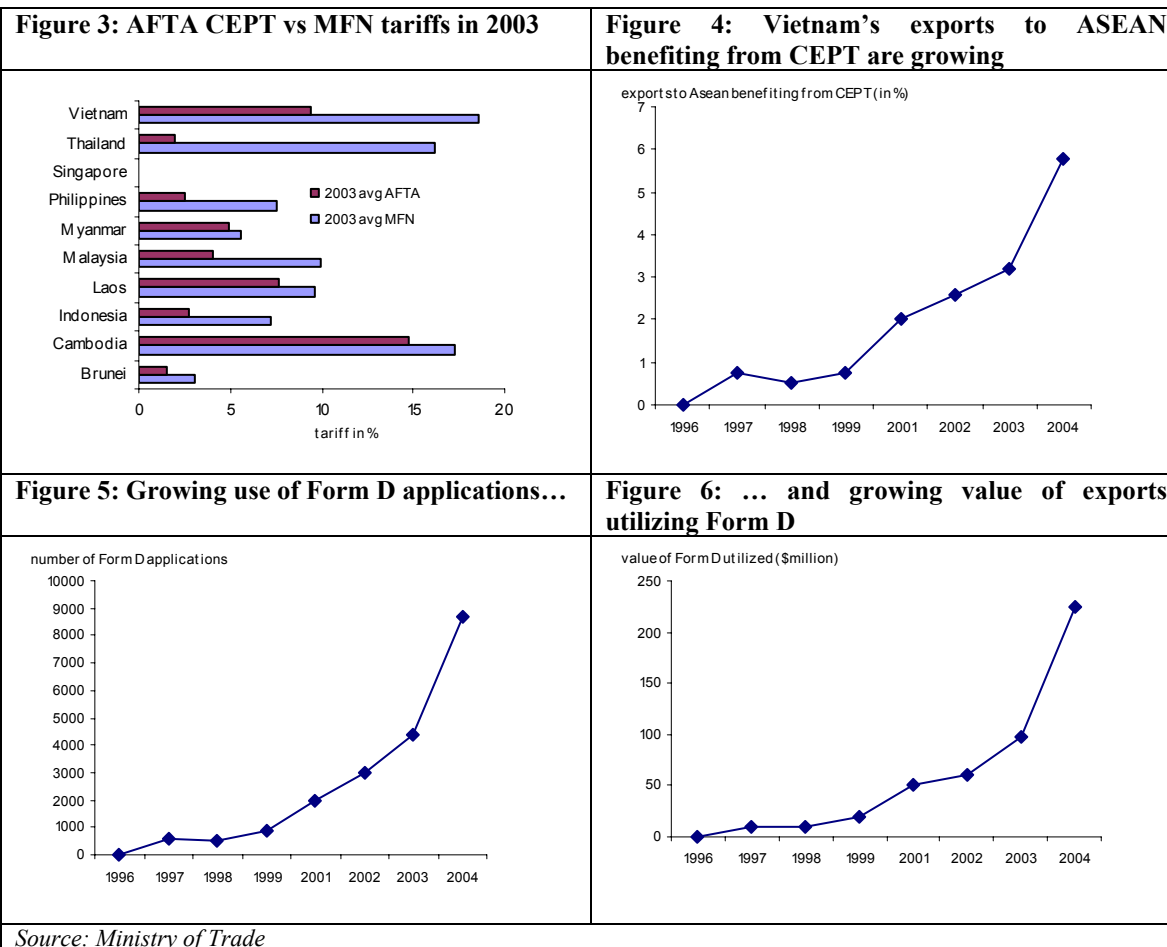 Figure 3: AFTA CEPT vs MFN tariffs in 2003
Figure 4: Vietnam's exports to ASEAN
benefiting from CEPT are growing
Vietnam
Thailand
Singapore
Philippines
Myanmar
Malaysia
Laos
Indonesia
Cambodia
Brunei
2003 avg AFTA
2003 avg MFN
0 5 10 15 20
tariff in %
exports to Asean benefiting from CEPT (in %)
7
6
5
4
3
2
1
0
1996 1997 1998 1999 2001 2002 2003 2004
Figure 5: Growing use of Form D applications…
Figure 6: … and growing value of exports
utilizing Form D
number of Form D applications
10000
9000
8000
7000
6000
5000
4000
3000
2000
1000
0
1996 1997 1998 1999 2001 2002 2003 2004
value of Form D utilized ($million)
250
200
150
100
50
0
1996 1997 1998 1999 2001 2002 2003 2004
Source: Ministry of Trade